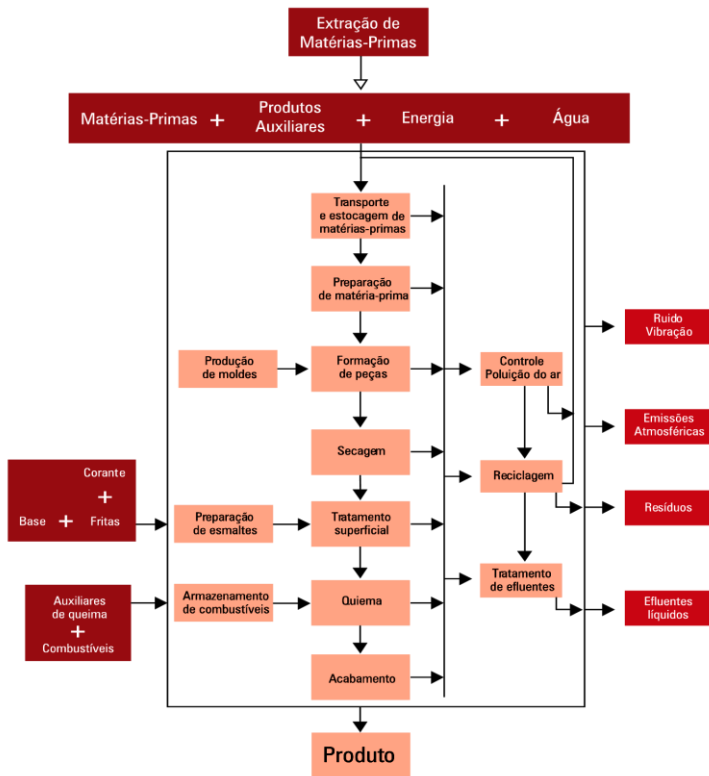 Extração de
Matérias-Primas
Matérias-Primas + Produtos Auxiliares + Energia + Água
Transporte
e estocagem de
matérias-primas
Preparação
de matéria-prima
Produção
de moldes
Formação
de peças
Controle
Poluição do ar
Ruido
Vibração
Emissões
Atmosféricas
Secagem
Reciclagem
Resíduos
Corante
+
Base + Fritas
Preparação
de esmaltes
Tratamento
superficial
Tratamento
de efluentes
Efluentes
líquidos
Auxiliares
de queima
+
Combustíveis
Armazenamento
de combustíveis
Quiema
Acabamento
Produto